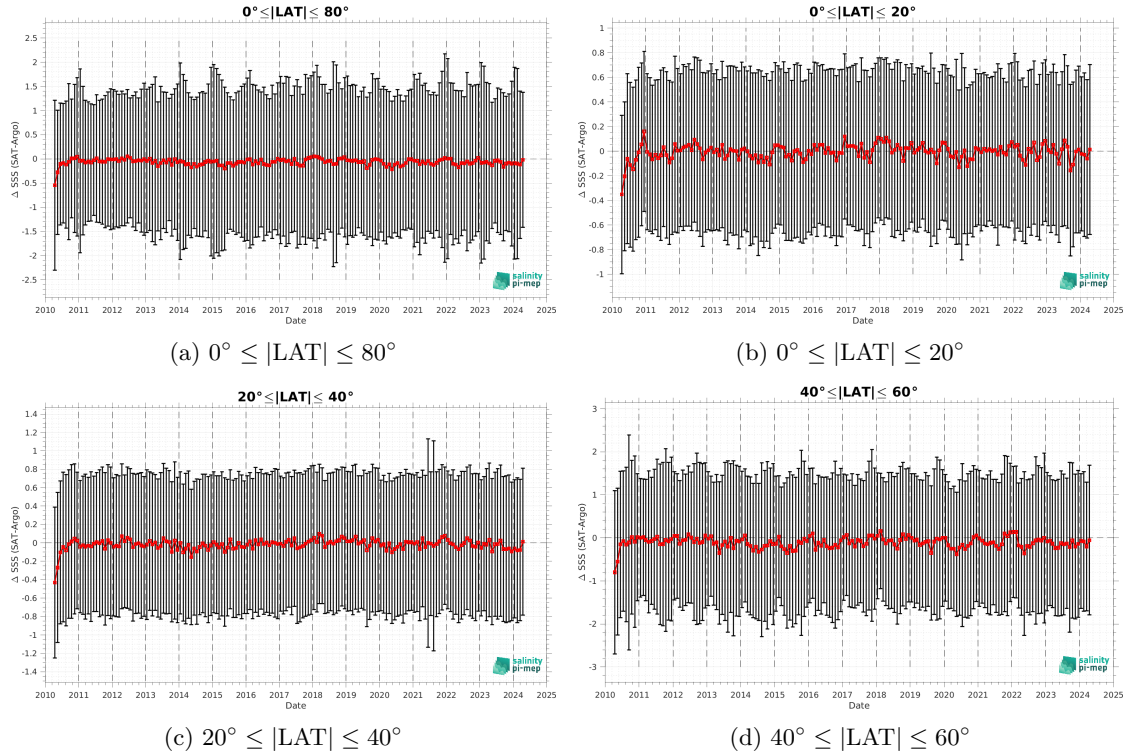 0°≤|LAT|≤ 80°
2.5
2
1.5
1
0.5
0
-0.5
-1
-1.5
-2
-2.5
Δ SSS (SAT-Argo)
2010 2011 2012 2013 2014 2015 2016 2017 2018 2019 2020 2021 2022 2023 2024 2025
Date
salinity
pi-mep
(a) 0° ≤ |LAT| ≤ 80°
0°≤|LAT|≤ 20°
1
0.8
0.6
0.4
0.2
0
-0.2
-0.4
-0.6
-0.8
-1
Δ SSS (SAT-Argo)
2010 2011 2012 2013 2014 2015 2016 2017 2018 2019 2020 2021 2022 2023 2024 2025
Date
salinity
pi-mep
(b) 0° ≤ |LAT| ≤ 20°
20°≤|LAT|≤ 40°
1.4
1.2
1
0.8
0.6
0.4
0.2
0
-0.2
-0.4
-0.6
-0.8
-1
-1.2
-1.4
Δ SSS (SAT-Argo)
2010 2011 2012 2013 2014 2015 2016 2017 2018 2019 2020 2021 2022 2023 2024 2025
Date
salinity
pi-mep
(c) 20° ≤ |LAT| ≤ 40°
40°≤|LAT|≤ 60°
3
2
1
0
-1
-2
-3
Δ SSS (SAT-Argo)
2010 2011 2012 2013 2014 2015 2016 2017 2018 2019 2020 2021 2022 2023 2024 2025
Date
salinity
pi-mep
(d) 40° ≤ |LAT| ≤ 60°